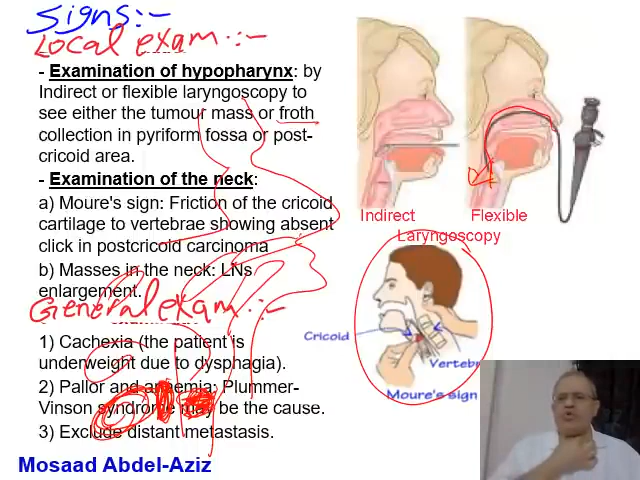 Signs:-
Local exam.:-
- Examination of hypopharynx: by
Indirect or flexible laryngoscopy to
see either the tumour mass or froth
collection in pyriform fossa or post-
cricoid area.
- Examination of the neck:
a) Moure's sign: Friction of the cricoid
cartilage to vertebrae showing absent
click in postcricoid carcinoma
b) Masses in the neck: LNs
enlargement.
General exam.:-
1) Cachexia (the patient is
underweight due to dysphagia).
2) Pallor and anaemia: Plummer-
Vinson syndrome may be the cause.
3) Exclude distant metastasis.
Mosaad Abdel-Aziz
Indirect Flexible
Laryngoscopy
Cricoid
Verteb
Moure's sign